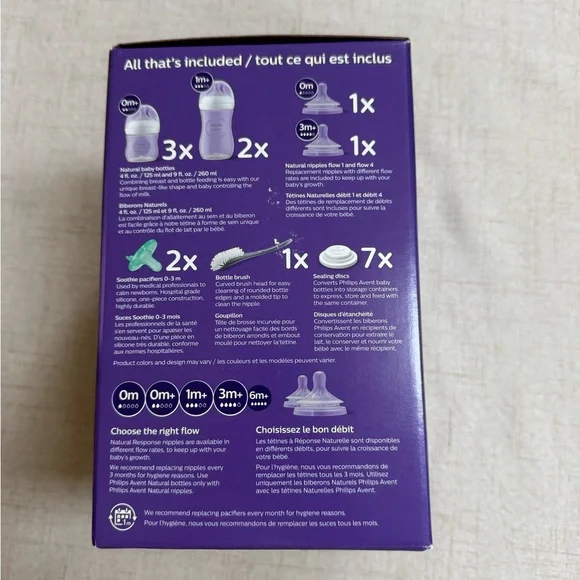 All that's included / tout ce qui est inclus
0m+
1m+
0m
3x
2x
1x
3m+
1x
Natural baby bottles
4 fl. oz. / 125 ml and 9 fl. oz. / 260 ml
Combining breast and bottle feeding is easy with our
unique breast-like shape and baby controlling the
flow of milk.
Biberons Naturels
4 fl. oz. / 125 ml et 9 fl. oz. / 260 ml
La combinaison d'allaitement au sein et au biberon
est facile grâce à notre tétine à forme de sein unique
et au contrôle du flot de lait par le bébé.
Natural nipples flow 1 and flow 4
Replacement nipples with different flow
rates are included to keep up with your
baby's growth.
Tétines Naturelles débit 1 et débit 4
Des tétines de remplacement de débits
différents sont incluses pour suivre la
croissance de votre bébé.
2x
1x
7x
Soothie pacifiers 0-3 m
Used by medical professionals to
calm newborns. Hospital grade
silicone, one-piece construction,
highly durable.
Suces Soothie 0-3 mois
Les professionnels de la santé
s'en servent pour apaiser les
nouveau-nés. D'une pièce en
silicone très durable, conforme
aux normes hospitalières.
Bottle brush
Curved brush head for easy
cleaning of rounded bottle
edges and a molded tip to
clean the nipple.
Goupillon
Tête de brosse incurvée pour
un nettoyage facile des bords
de biberon arrondis et embout
moulé pour nettoyer la tétine.
Sealing discs
Converts Philips Avent baby
bottles into storage containers
to express, store and feed with
the same container.
Disques d'étanchéité
Convertissent les biberons
Philips Avent en récipients de
conservation pour extraire le
lait, le conserver et nourrir votre
bébé avec le même récipient.
Product colors and design may vary / les couleurs et les modèles peuvent varier.
0m
0m+
1m+
3m+
6m+
Choose the right flow
Natural Response nipples are available in
different flow rates, to keep up with your
baby's growth.
We recommend replacing nipples every
3 months for hygiene reasons. Use
Philips Avent Natural bottles only with
Philips Avent Natural nipples.
Choisissez le bon débit
Les tétines à Réponse Naturelle sont disponibles
en différents débits, pour suivre la croissance de
votre bébé.
Pour l'hygiène, nous vous recommandons de
remplacer les tétines tous les 3 mois. Utilisez
uniquement les biberons Naturels Philips Avent
avec les tétines Naturelles Philips Avent.
1m
We recommend replacing pacifiers every month for hygiene reasons.
Pour l'hygiène, nous vous recommandons de remplacer les suces tous les mois.